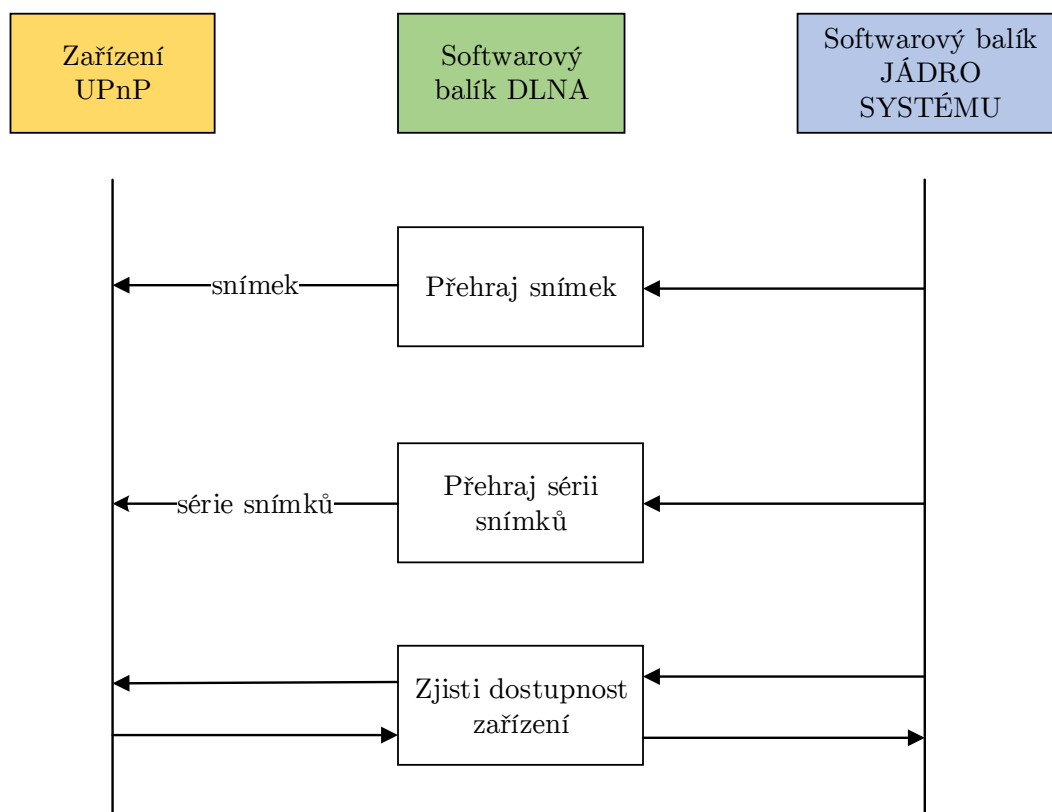 Zařízení
UPnP
Softwarový
balík DLNA
Softwarový balík
JÁDRO
SYSTÉMU
snímek
Přehraj snímek
série snímků
Přehraj sérii
snímků
Zjisti dostupnost
zařízení